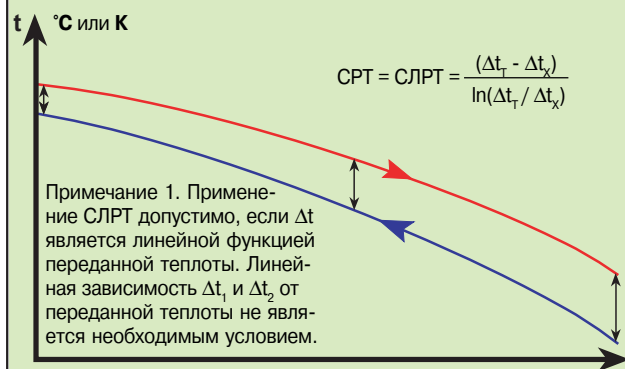 t °C или K
СРТ = СЛРТ = (Δtт - Δtх) / ln(Δtт / Δtх)
Примечание 1. Примене-
ние СЛРТ допустимо, если Δt
является линейной функцией
переданной теплоты. Линей-
ная зависимость Δt₁ и Δt₂ от
переданной теплоты не явля-
ется необходимым условием.